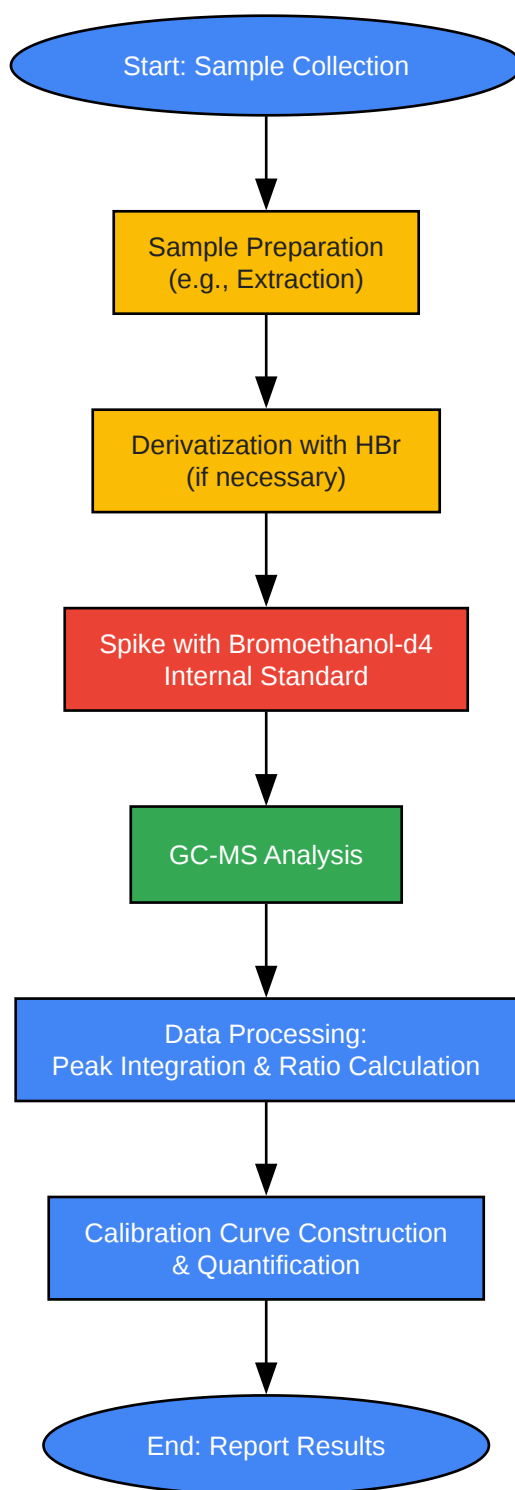 Start: Sample Collection
Sample Preparation
(e.g., Extraction)
Derivatization with HBr
(if necessary)
Spike with Bromoethanol-d4
Internal Standard
GC-MS Analysis
Data Processing:
Peak Integration & Ratio Calculation
Calibration Curve Construction
& Quantification
End: Report Results